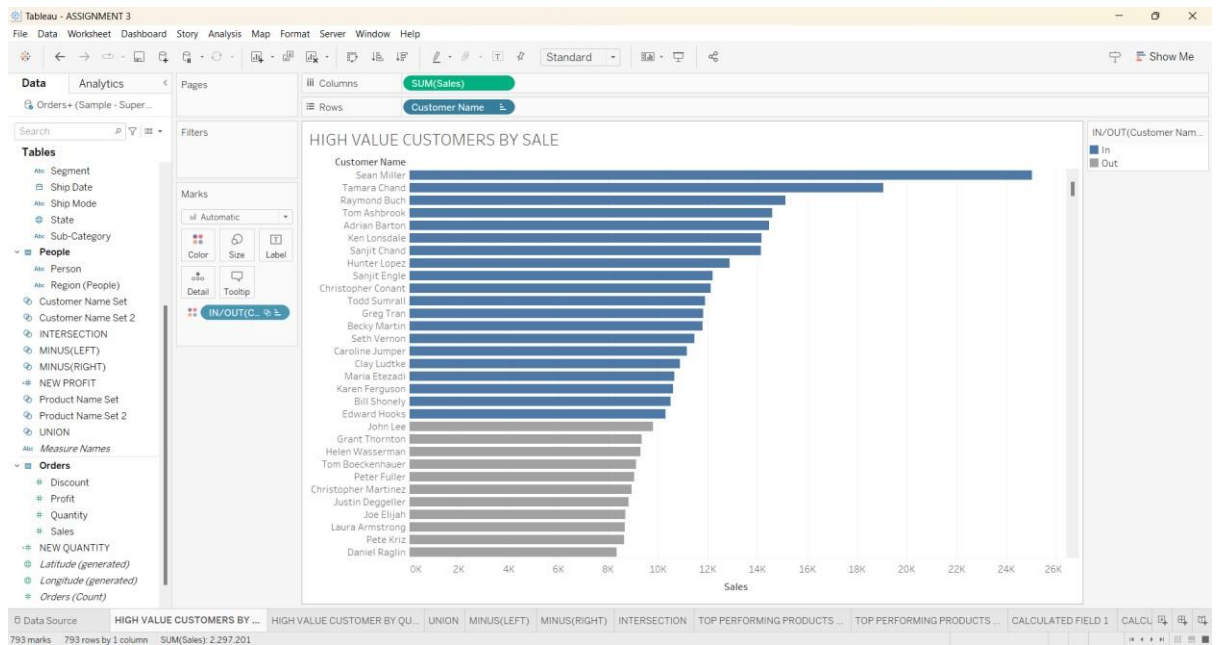 Tableau - ASSIGNMENT 3
File Data Worksheet Dashboard Story Analysis Map Format Server Window Help
Standard
Show Me
Data Analytics
Orders+ (Sample - Super...
Search
Tables
Abc Segment
Ship Date
Abc Ship Mode
State
Abc Sub-Category
People
Abc Person
Abc Region (People)
Customer Name Set
Customer Name Set 2
INTERSECTION
MINUS(LEFT)
MINUS(RIGHT)
=# NEW PROFIT
Product Name Set
Product Name Set 2
UNION
Abc Measure Names
Orders
# Discount
# Profit
# Quantity
# Sales
=# NEW QUANTITY
Latitude (generated)
Longitude (generated)
# Orders (Count)
Pages
Filters
Marks
Automatic
Color Size Label
Detail Tooltip
IN/OUT(C..
Columns SUM(Sales)
Rows Customer Name
HIGH VALUE CUSTOMERS BY SALE
Customer Name
Sean Miller
Tamara Chand
Raymond Buch
Tom Ashbrook
Adrian Barton
Ken Lonsdale
Sanjit Chand
Hunter Lopez
Sanjit Engle
Christopher Conant
Todd Sumrall
Greg Tran
Becky Martin
Seth Vernon
Caroline Jumper
Clay Ludtke
Maria Etezadi
Karen Ferguson
Bill Shonely
Edward Hooks
John Lee
Grant Thornton
Helen Wasserman
Tom Boeckenhauer
Peter Fuller
Christopher Martinez
Justin Deggeller
Joe Elijah
Laura Armstrong
Pete Kriz
Daniel Raglin
0K 2K 4K 6K 8K 10K 12K 14K 16K 18K 20K 22K 24K 26K
Sales
IN/OUT(Customer Nam...
In
Out
Data Source HIGH VALUE CUSTOMERS BY ... HIGH VALUE CUSTOMER BY QU... UNION MINUS(LEFT) MINUS(RIGHT) INTERSECTION TOP PERFORMING PRODUCTS ... TOP PERFORMING PRODUCTS ... CALCULATED FIELD 1 CALCU
793 marks 793 rows by 1 column SUM(Sales): 2,297,201